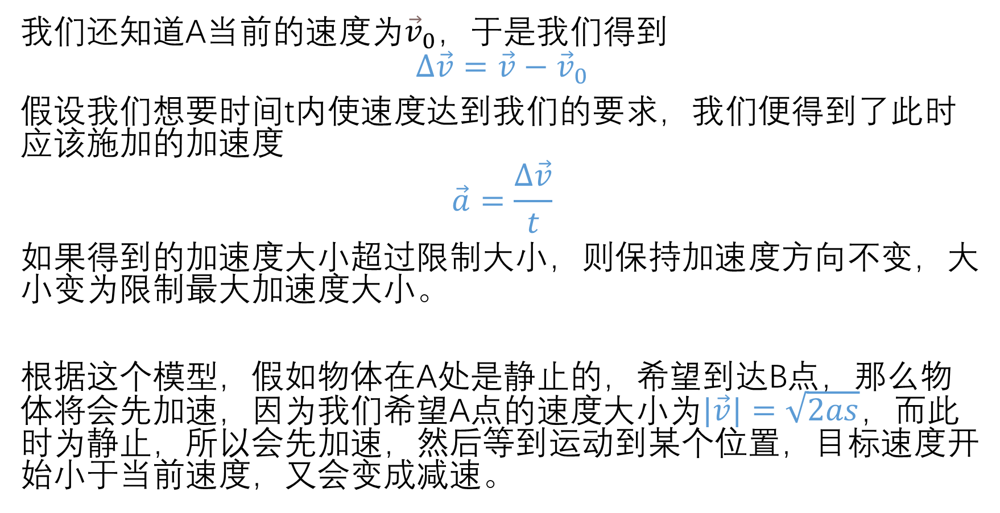 我们还知道A当前的速度为$\vec{v}_0$，于是我们得到
$\Delta\vec{v} = \vec{v} - \vec{v}_0$
假设我们想要时间t内使速度达到我们的要求，我们便得到了此时
应该施加的加速度
$\vec{a} = \frac{\Delta\vec{v}}{t}$
如果得到的加速度大小超过限制大小，则保持加速度方向不变，大
小变为限制最大加速度大小。
根据这个模型，假如物体在A处是静止的，希望到达B点，那么物
体将会先加速，因为我们希望A点的速度大小为$|\vec{v}| = \sqrt{2as}$，而此
时为静止，所以会先加速，然后等到运动到某个位置，目标速度开
始小于当前速度，又会变成减速。